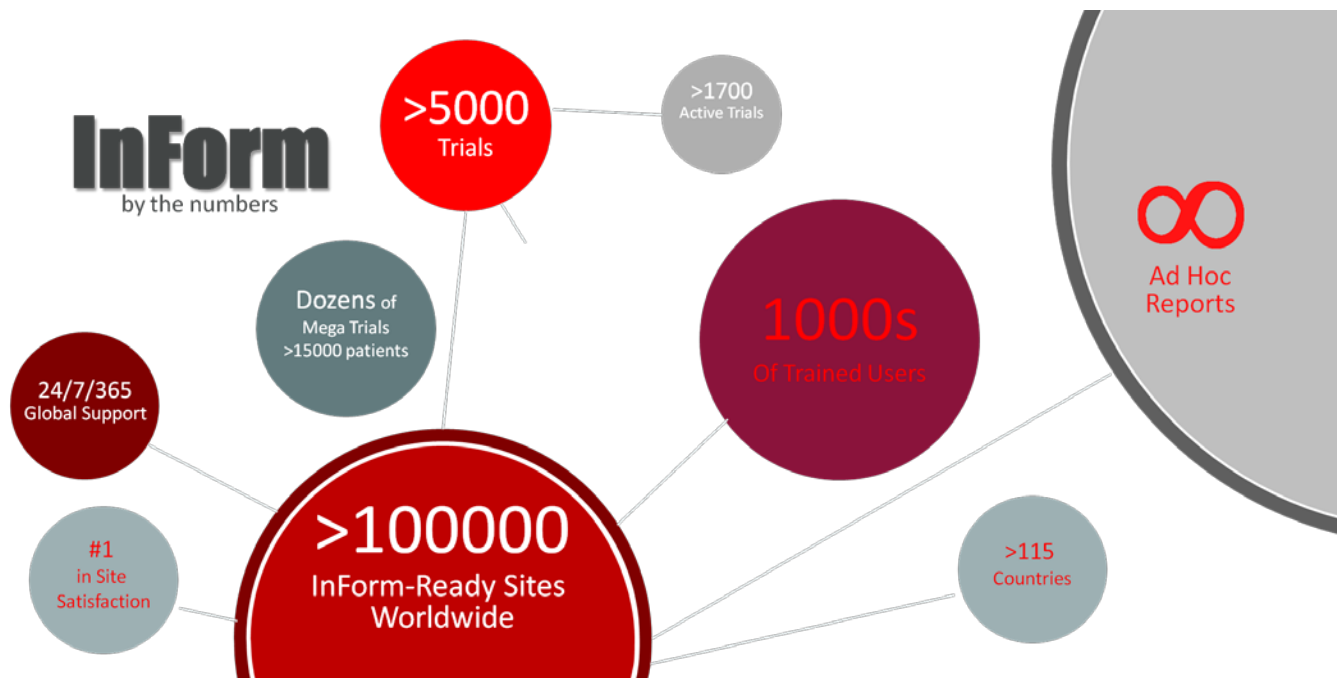 InForm
by the numbers
>5000
Trials
>1700
Active Trials
Dozens of
Mega Trials
>15000 patients
24/7/365
Global Support
#1
in Site
Satisfaction
>100000
InForm-Ready Sites
Worldwide
1000s
Of Trained Users
∞
Ad Hoc
Reports
>115
Countries